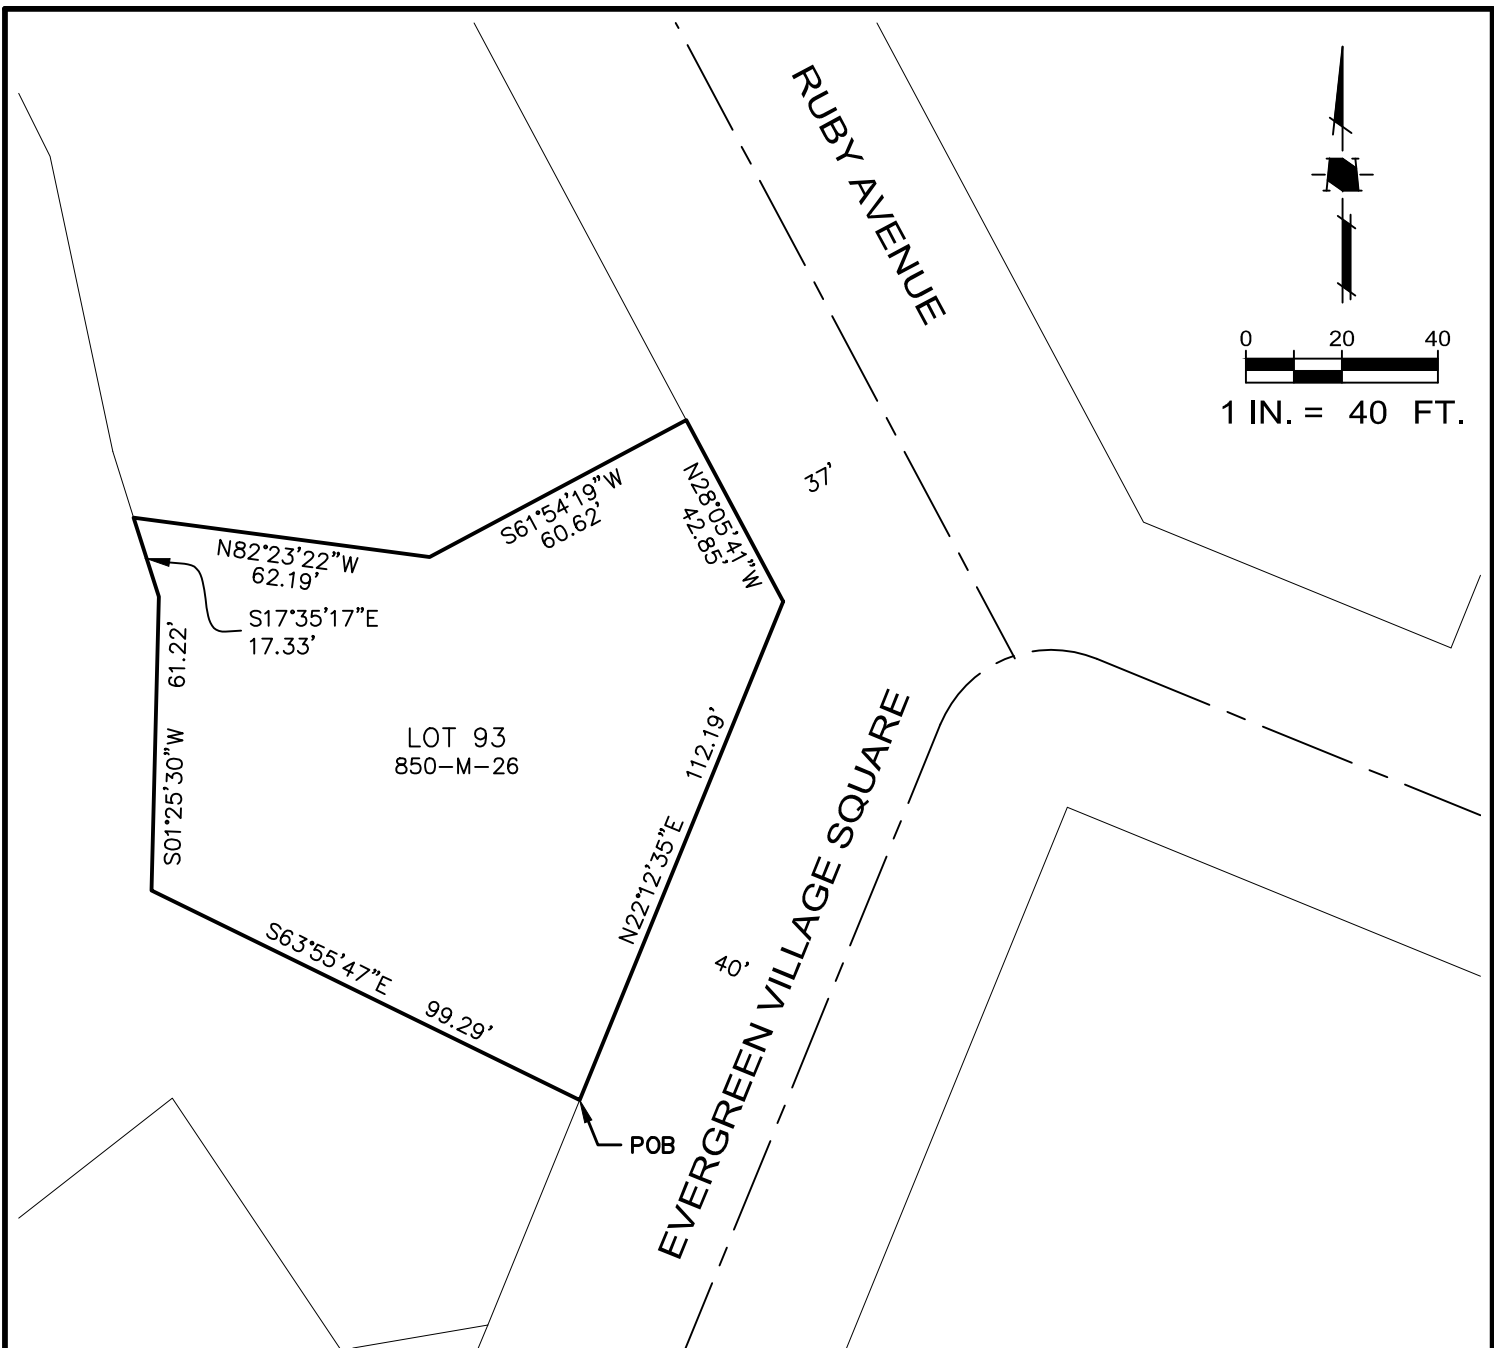 RUBY AVENUE
N
0 20 40
1 IN. = 40 FT.
37'
N28°05'41"W
42.85'
S61°54'19"W
60.62'
N82°23'22"W
62.19'
S17°35'17"E
17.33'
61.22'
S01°25'30"W
LOT 93
850-M-26
112.19'
N22°12'35"E
EVERGREEN VILLAGE SQUARE
40'
S63°55'47"E
99.29'
POB